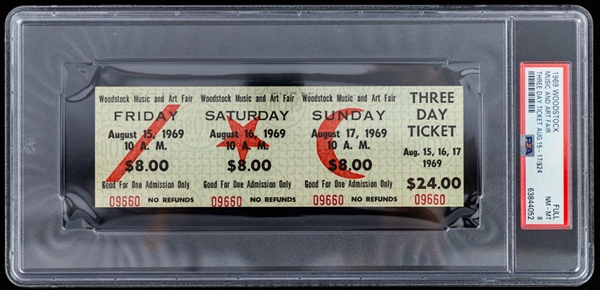 Woodstock Music and Art Fair
FRIDAY
August 15, 1969
10 A. M.
$8.00
Good For One Admission Only
09660 NO REFUNDS
Woodstock Music and Art Fair
SATURDAY
August 16, 1969
10 A. M.
$8.00
Good For One Admission Only
09660 NO REFUNDS
Woodstock Music and Art Fair
SUNDAY
August 17, 1969
10 A. M.
$8.00
Good For One Admission Only
09660 NO REFUNDS
THREE
DAY
TICKET
Aug. 15, 16, 17
1969
$24.00
09660
1969 WOODSTOCK
MUSIC AND ART FAIR
THREE DAY TICKET AUG.15-17/$24
PSA
FULL
NM-MT 8
63844052